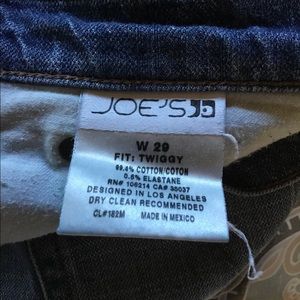 JOE'S
W 29
FIT: TWIGGY
99.4% COTTON/COTON
0.6% ELASTANE
RN# 106214 CA# 35037
DESIGNED IN LOS ANGELES
DRY CLEAN RECOMMENDED
CL#182M MADE IN MEXICO